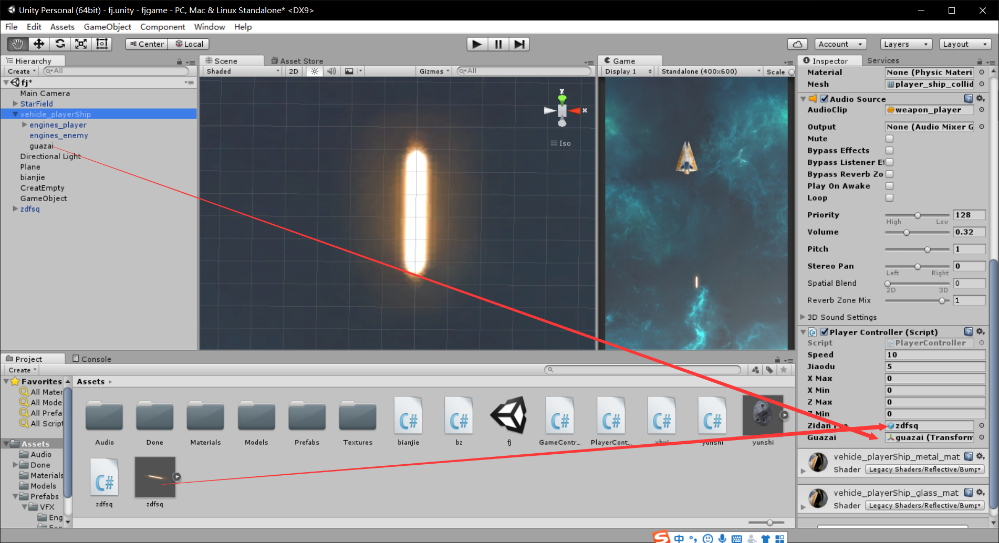 Unity Personal (64bit) - fj.unity - fjgame - PC, Mac & Linux Standalone* <DX9>
File Edit Assets GameObject Component Window Help
Center Local Account Layers Layout
Hierarchy
Create All
fj*
Main Camera
StarField
vehicle_playerShip
engines_player
engines_enemy
guazai
Directional Light
Plane
bianjie
CreatEmpty
GameObject
zdfsq
Scene Asset Store
Shaded 2D Gizmos All
y
x
Iso
Game
Display 1 Standalone (400x600) Scale
Inspector Services
Material None (Physic Materi
Mesh player_ship_collid
Audio Source
AudioClip weapon_player
Output None (Audio Mixer G
Mute
Bypass Effects
Bypass Listener Ef
Bypass Reverb Zo
Play On Awake
Loop
Priority 128
High Low
Volume 0.32
Pitch 1
Stereo Pan 0
Left Right
Spatial Blend 0
2D 3D
Reverb Zone Mix 1
3D Sound Settings
Player Controller (Script)
Script PlayerController
Speed 10
Jiaodu 5
X Max 0
X Min 0
Z Max 0
Z Min 0
Zidan zdfsq
Guazai guazai (Transform
vehicle_playerShip_metal_mat
Shader Legacy Shaders/Reflective/Bump
vehicle_playerShip_glass_mat
Shader Legacy Shaders/Reflective/Bump
Project Console
Create
Favorites
All Mater
All Mode
All Prefa
All Script
Assets
Audio
Done
Materials
Models
Prefabs
VFX
Eng
Assets
Audio Done Materials Models Prefabs Textures bianjie bz fj GameContr... PlayerCont... yunshi yunshi
C# C# C# C# C# C# C#
zdfsq zdfsq
S 中